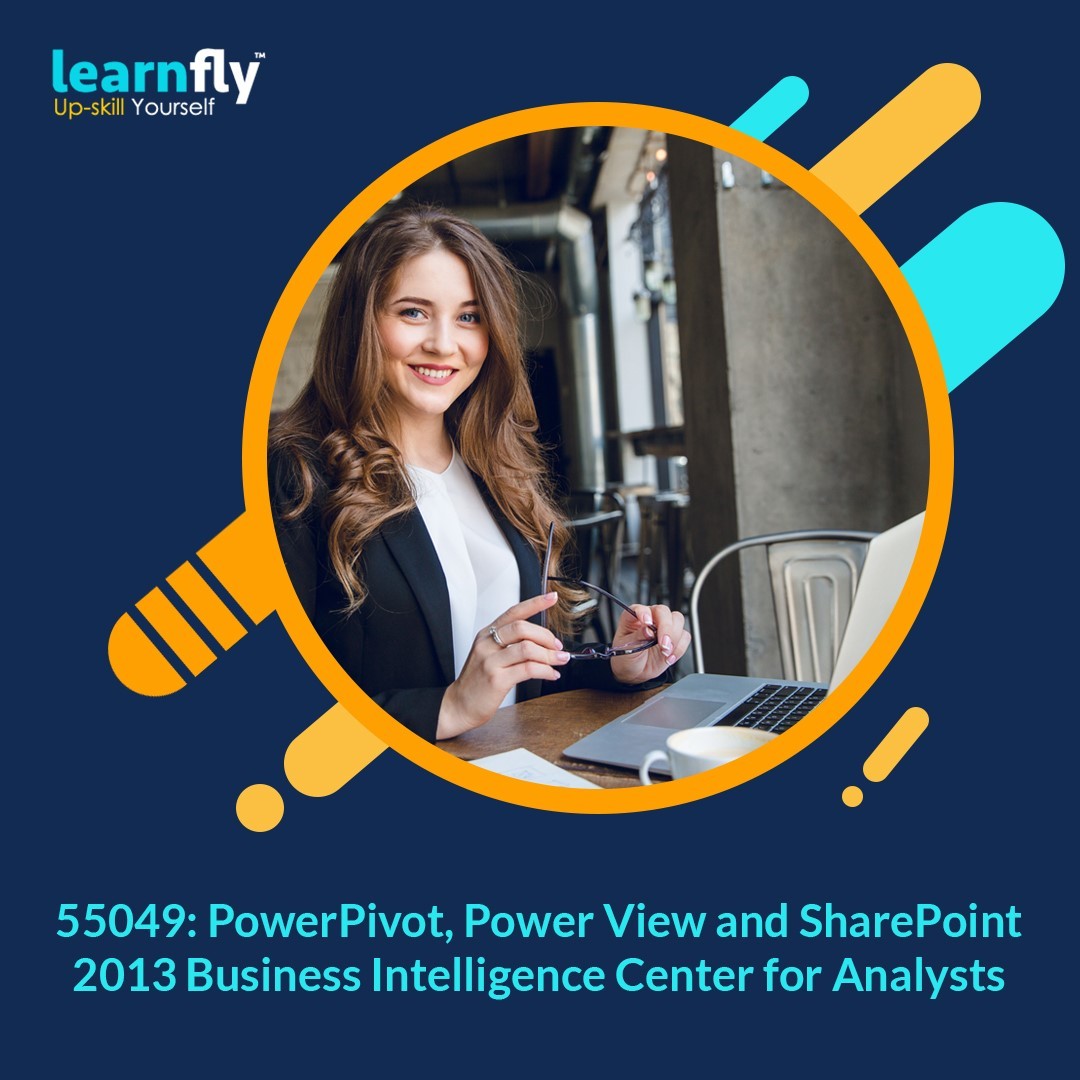 learnfly™
Up-skill Yourself
55049: PowerPivot, Power View and SharePoint
2013 Business Intelligence Center for Analysts